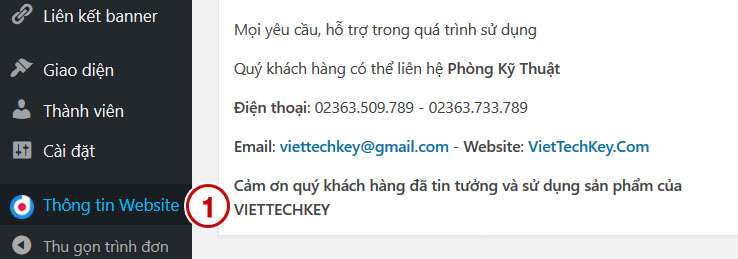 Liên kết banner
Giao diện
Thành viên
Cài đặt
Thông tin Website
1
Thu gọn trình đơn
Mọi yêu cầu, hỗ trợ trong quá trình sử dụng
Quý khách hàng có thể liên hệ Phòng Kỹ Thuật
Điện thoại: 02363.509.789 - 02363.733.789
Email: viettechkey@gmail.com - Website: VietTechKey.Com
Cảm ơn quý khách hàng đã tin tưởng và sử dụng sản phẩm của
VIETTECHKEY